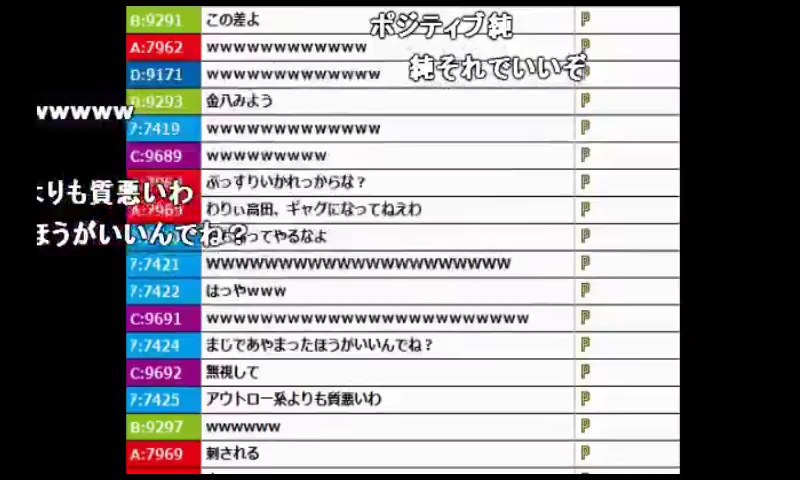 B:9291 この差よ P
ポジティブ純
A:7962 wwwwwwwwwwww P
D:9171 wwwwwwwwwwwww P
純それでいいぞ
B:9293 金八みよう P
wwwww
7:7419 wwwwwwwwwwwww P
C:9689 wwwwwwwww P
ぶっすりいかれっからな？ P
よりも質悪いわ
わりぃ高田、ギャグになってねえわ P
ほうがいいんでね？
ってやるなよ P
7:7421 wwwwwwwwwwwwwwwwwwwww P
7:7422 はっやwww P
C:9691 wwwwwwwwwwwwwwwwwwwwwwww P
7:7424 まじであやまったほうがいいんでね？ P
C:9692 無視して P
7:7425 アウトロー系よりも質悪いわ P
B:9297 wwwwww P
A:7969 刺される P